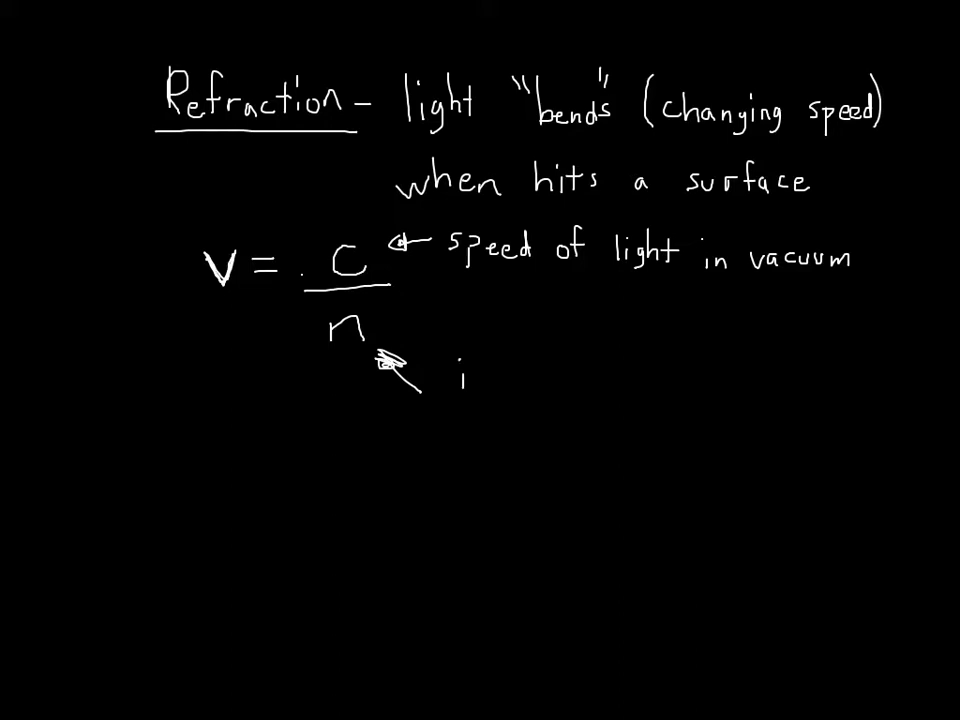 Refraction - light "bends" (changing speed)
when hits a surface
v = c ← speed of light in vacuum
n
i